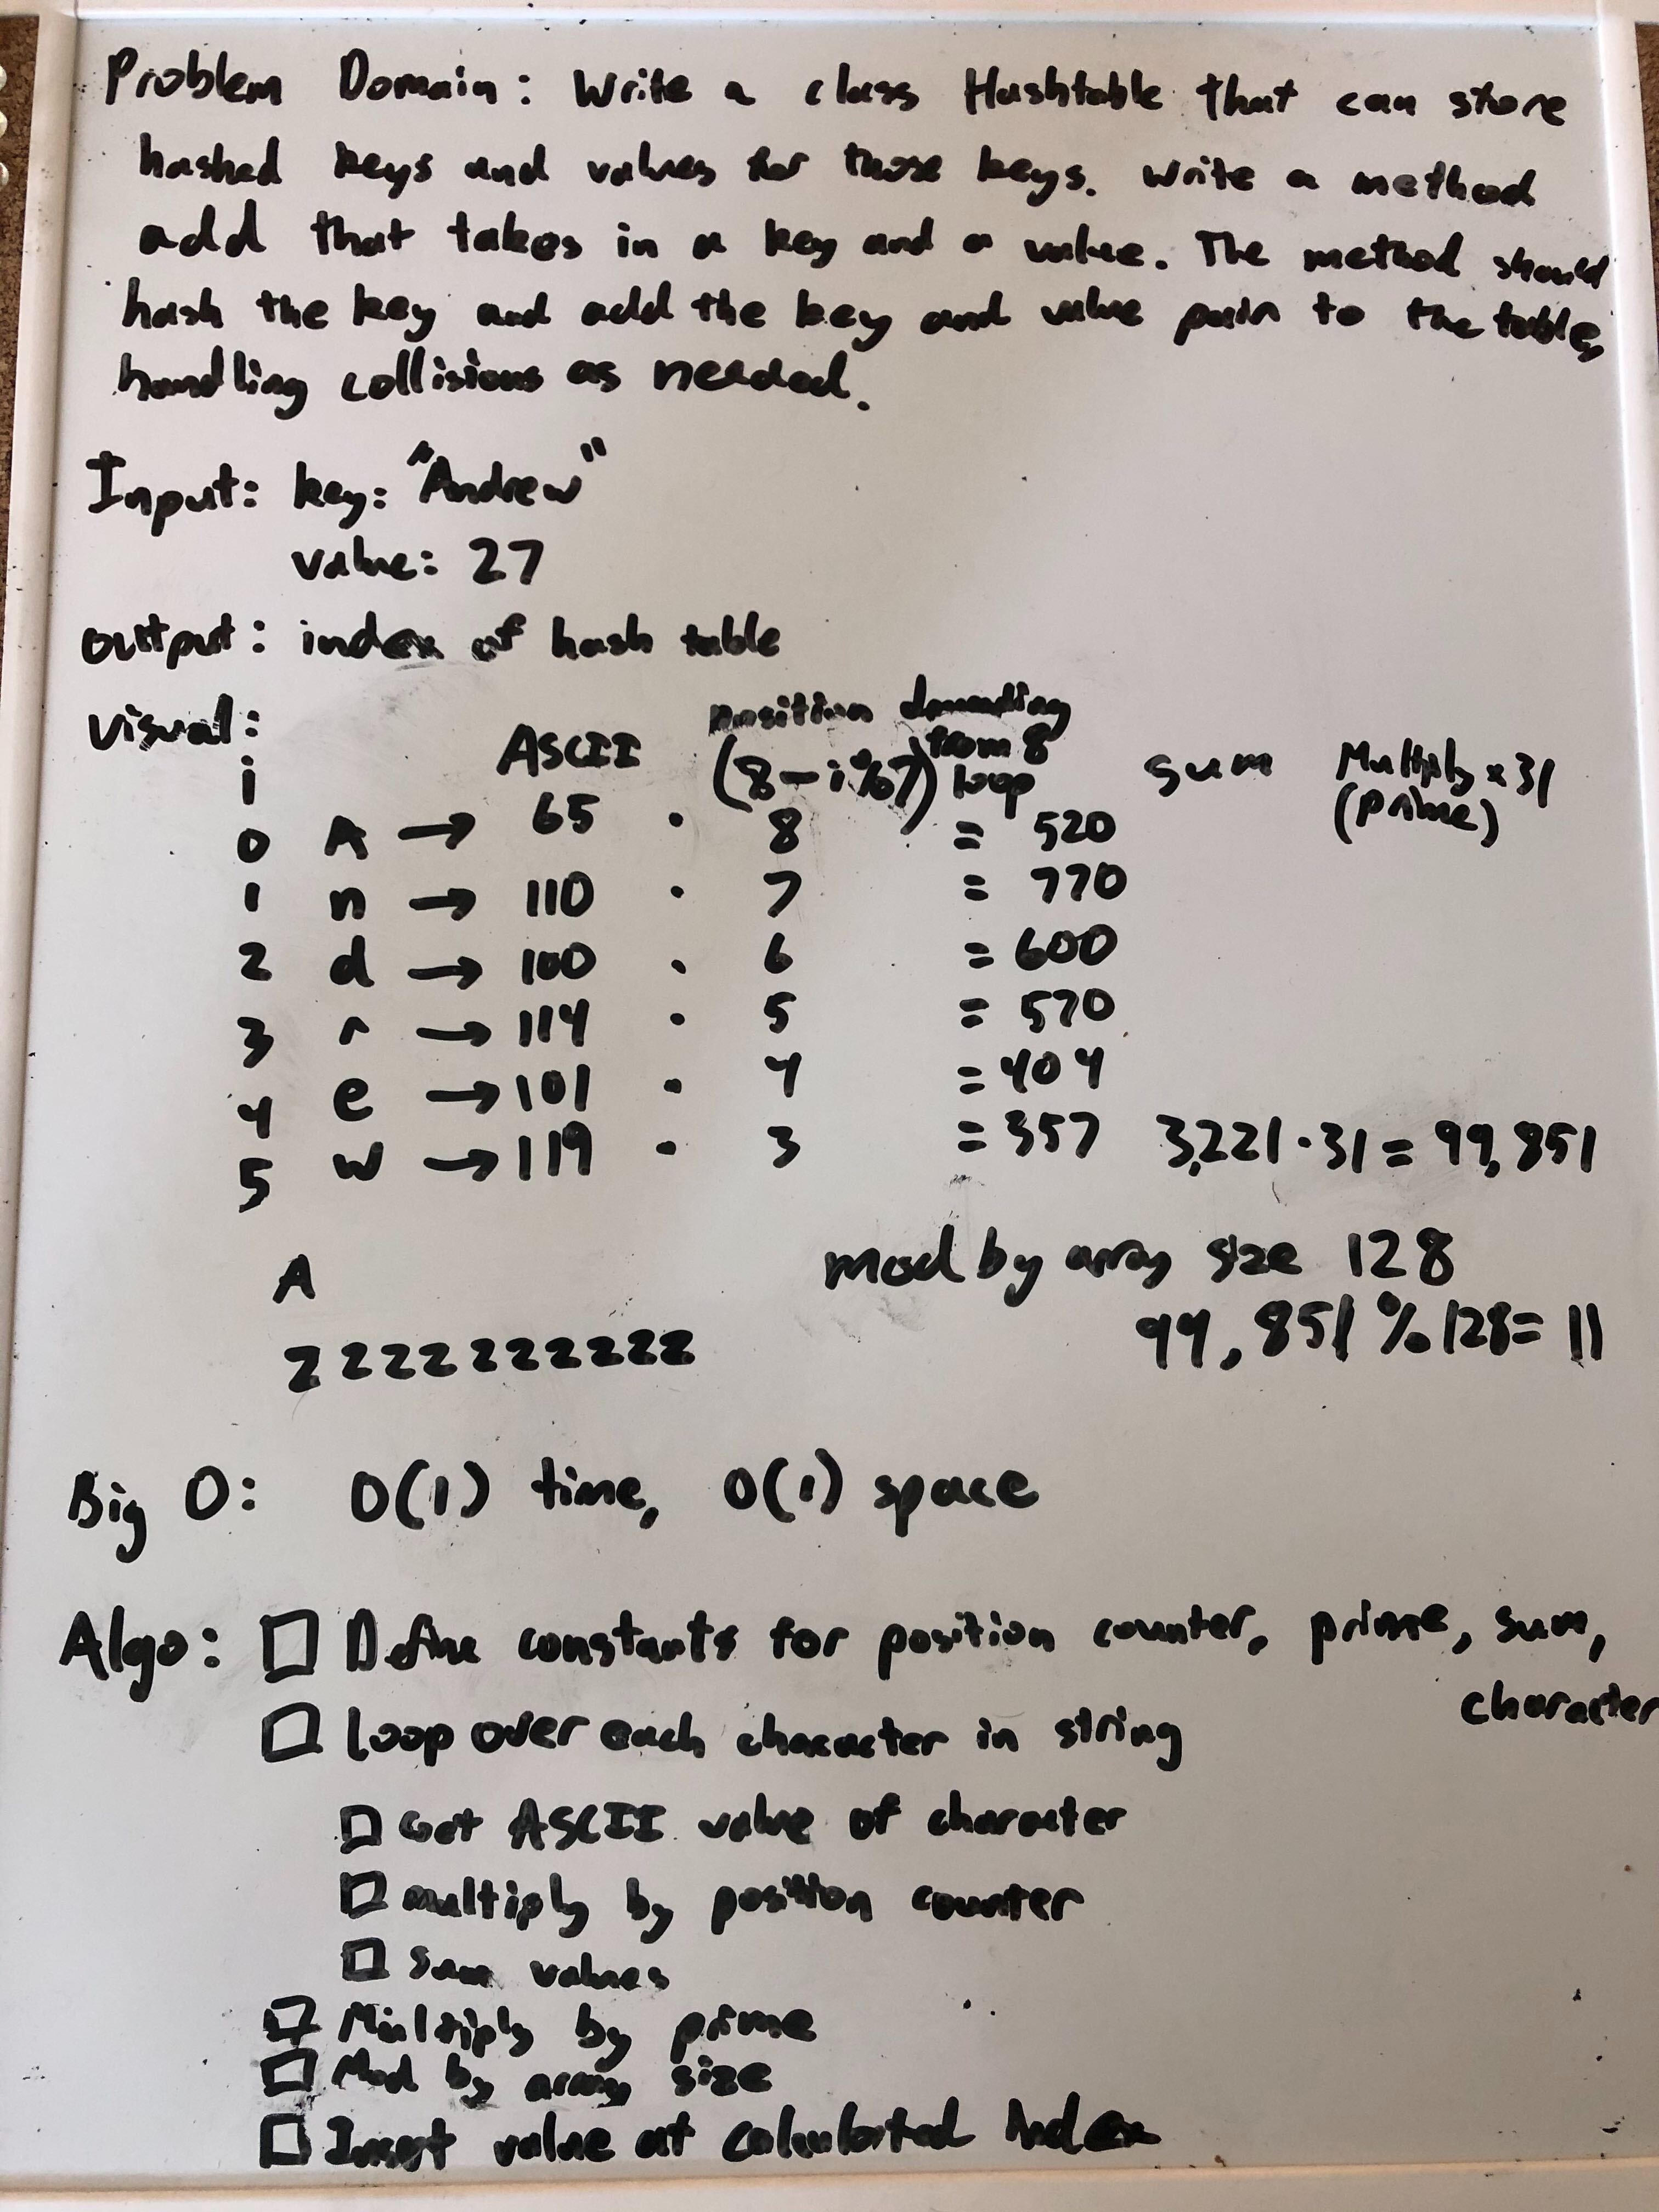 Problem Domain: Write a class Hashtable that can store
hashed keys and values for those keys. Write a method
add that takes in a key and a value. The method should
hash the key and add the key and value pair to the table,
handling collisions as needed.
Input: key: "Andrew"
value: 27
output: index of hash table
Visual:
position descending
i ASCII (8-i%7) from 8 loop sum Multiply x 31 (prime)
0 A → 65 · 8 = 520
1 n → 110 · 7 = 770
2 d → 100 · 6 = 600
3 r → 114 · 5 = 570
4 e → 101 · 4 = 404
5 w → 119 · 3 = 357 3,221·31 = 99,851
A mod by array size 128
zzzzzzzzzz 99,851 % 128 = 11
Big O: O(1) time, O(1) space
Algo: Define constants for position counter, prime, sum,
character
loop over each character in string
Get ASCII value of character
multiply by position counter
Sum values
Multiply by prime
Mod by array size
Insert value at calculated index